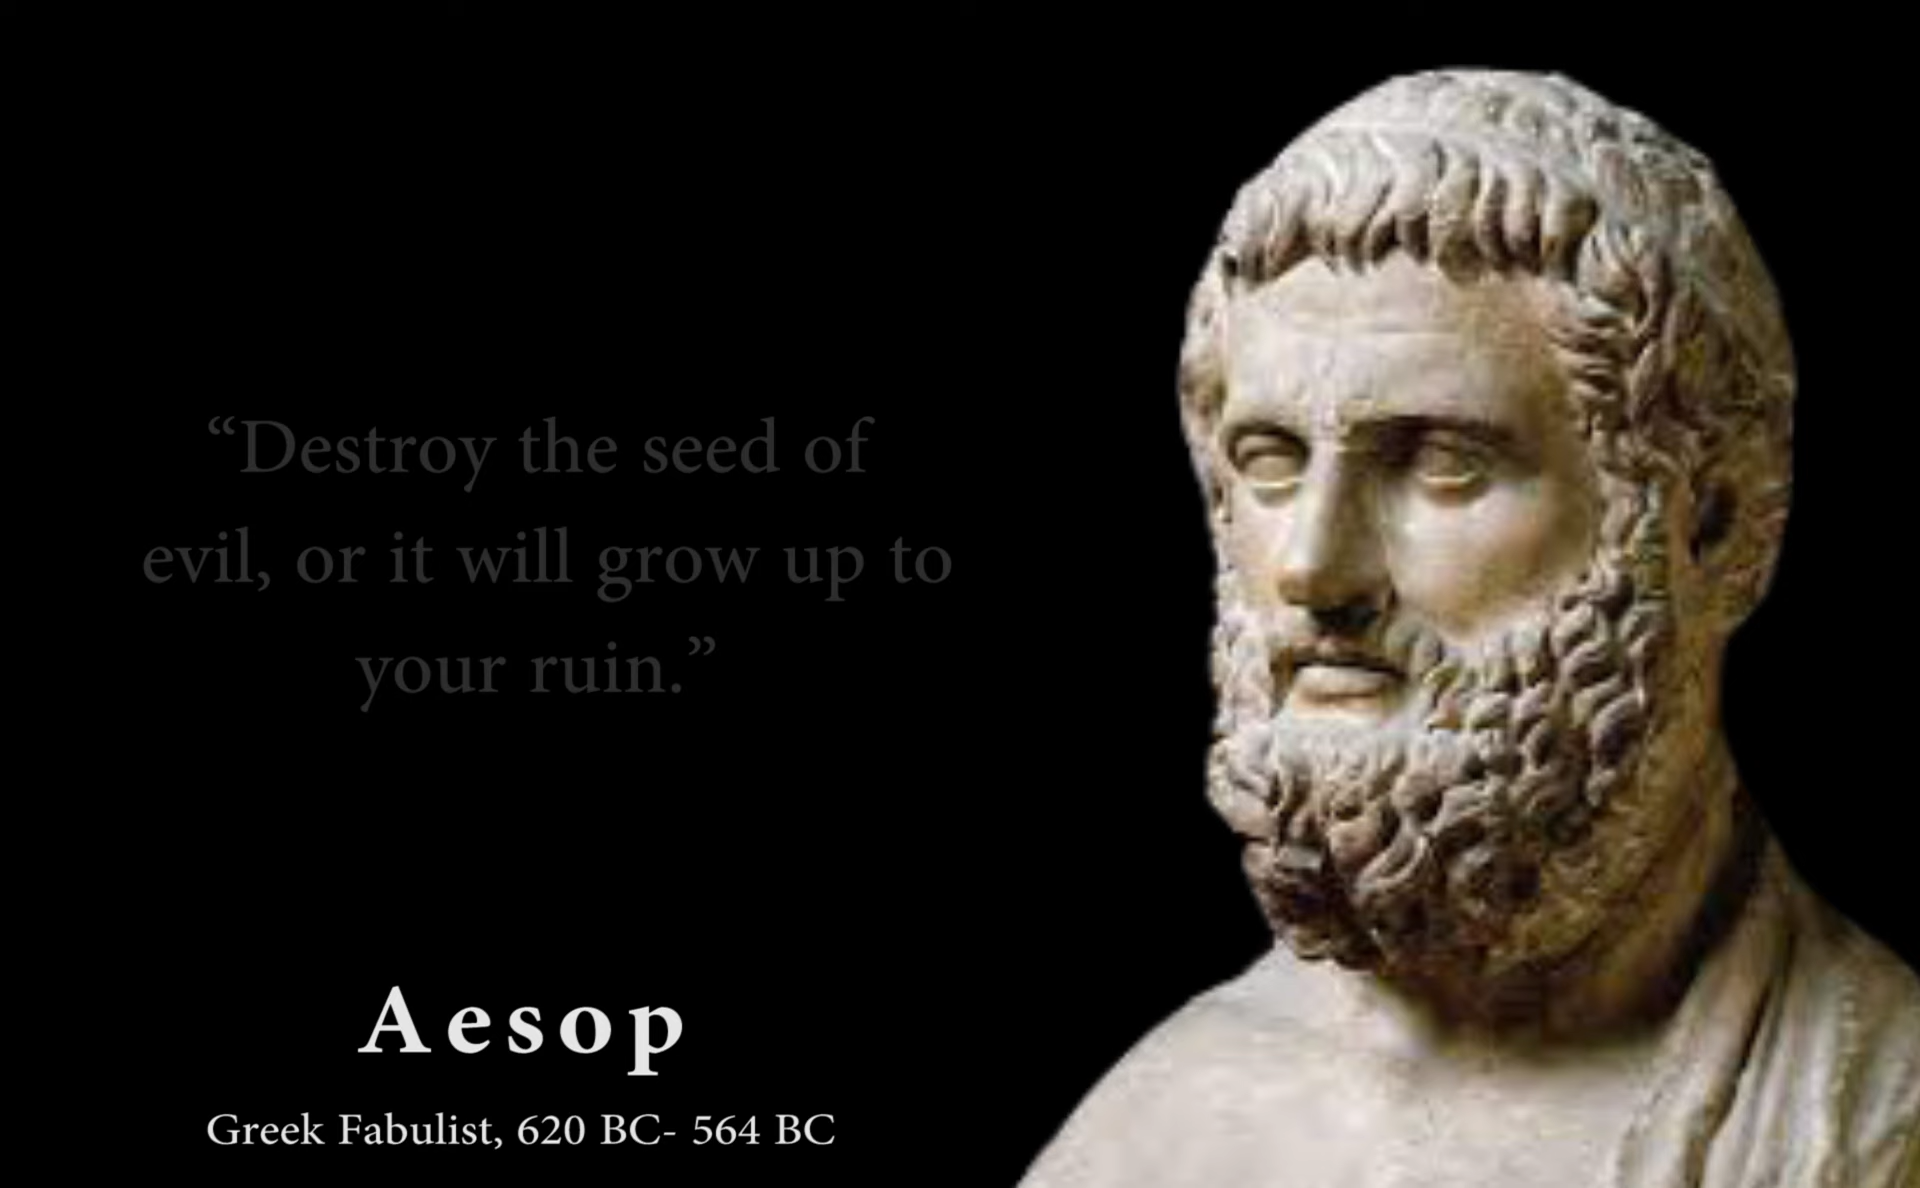 “Destroy the seed of
evil, or it will grow up to
your ruin.”
Aesop
Greek Fabulist, 620 BC- 564 BC